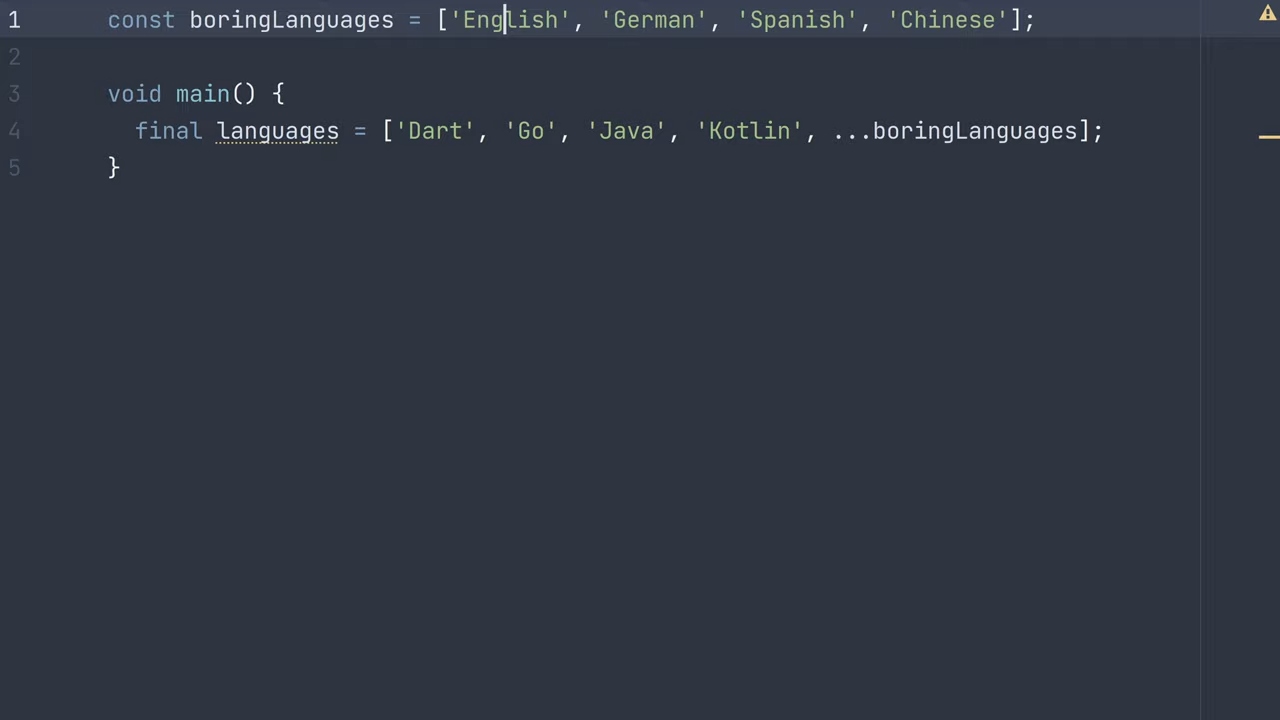 1 const boringLanguages = ['English', 'German', 'Spanish', 'Chinese'];
2
3 void main() {
4   final languages = ['Dart', 'Go', 'Java', 'Kotlin', ...boringLanguages];
5 }